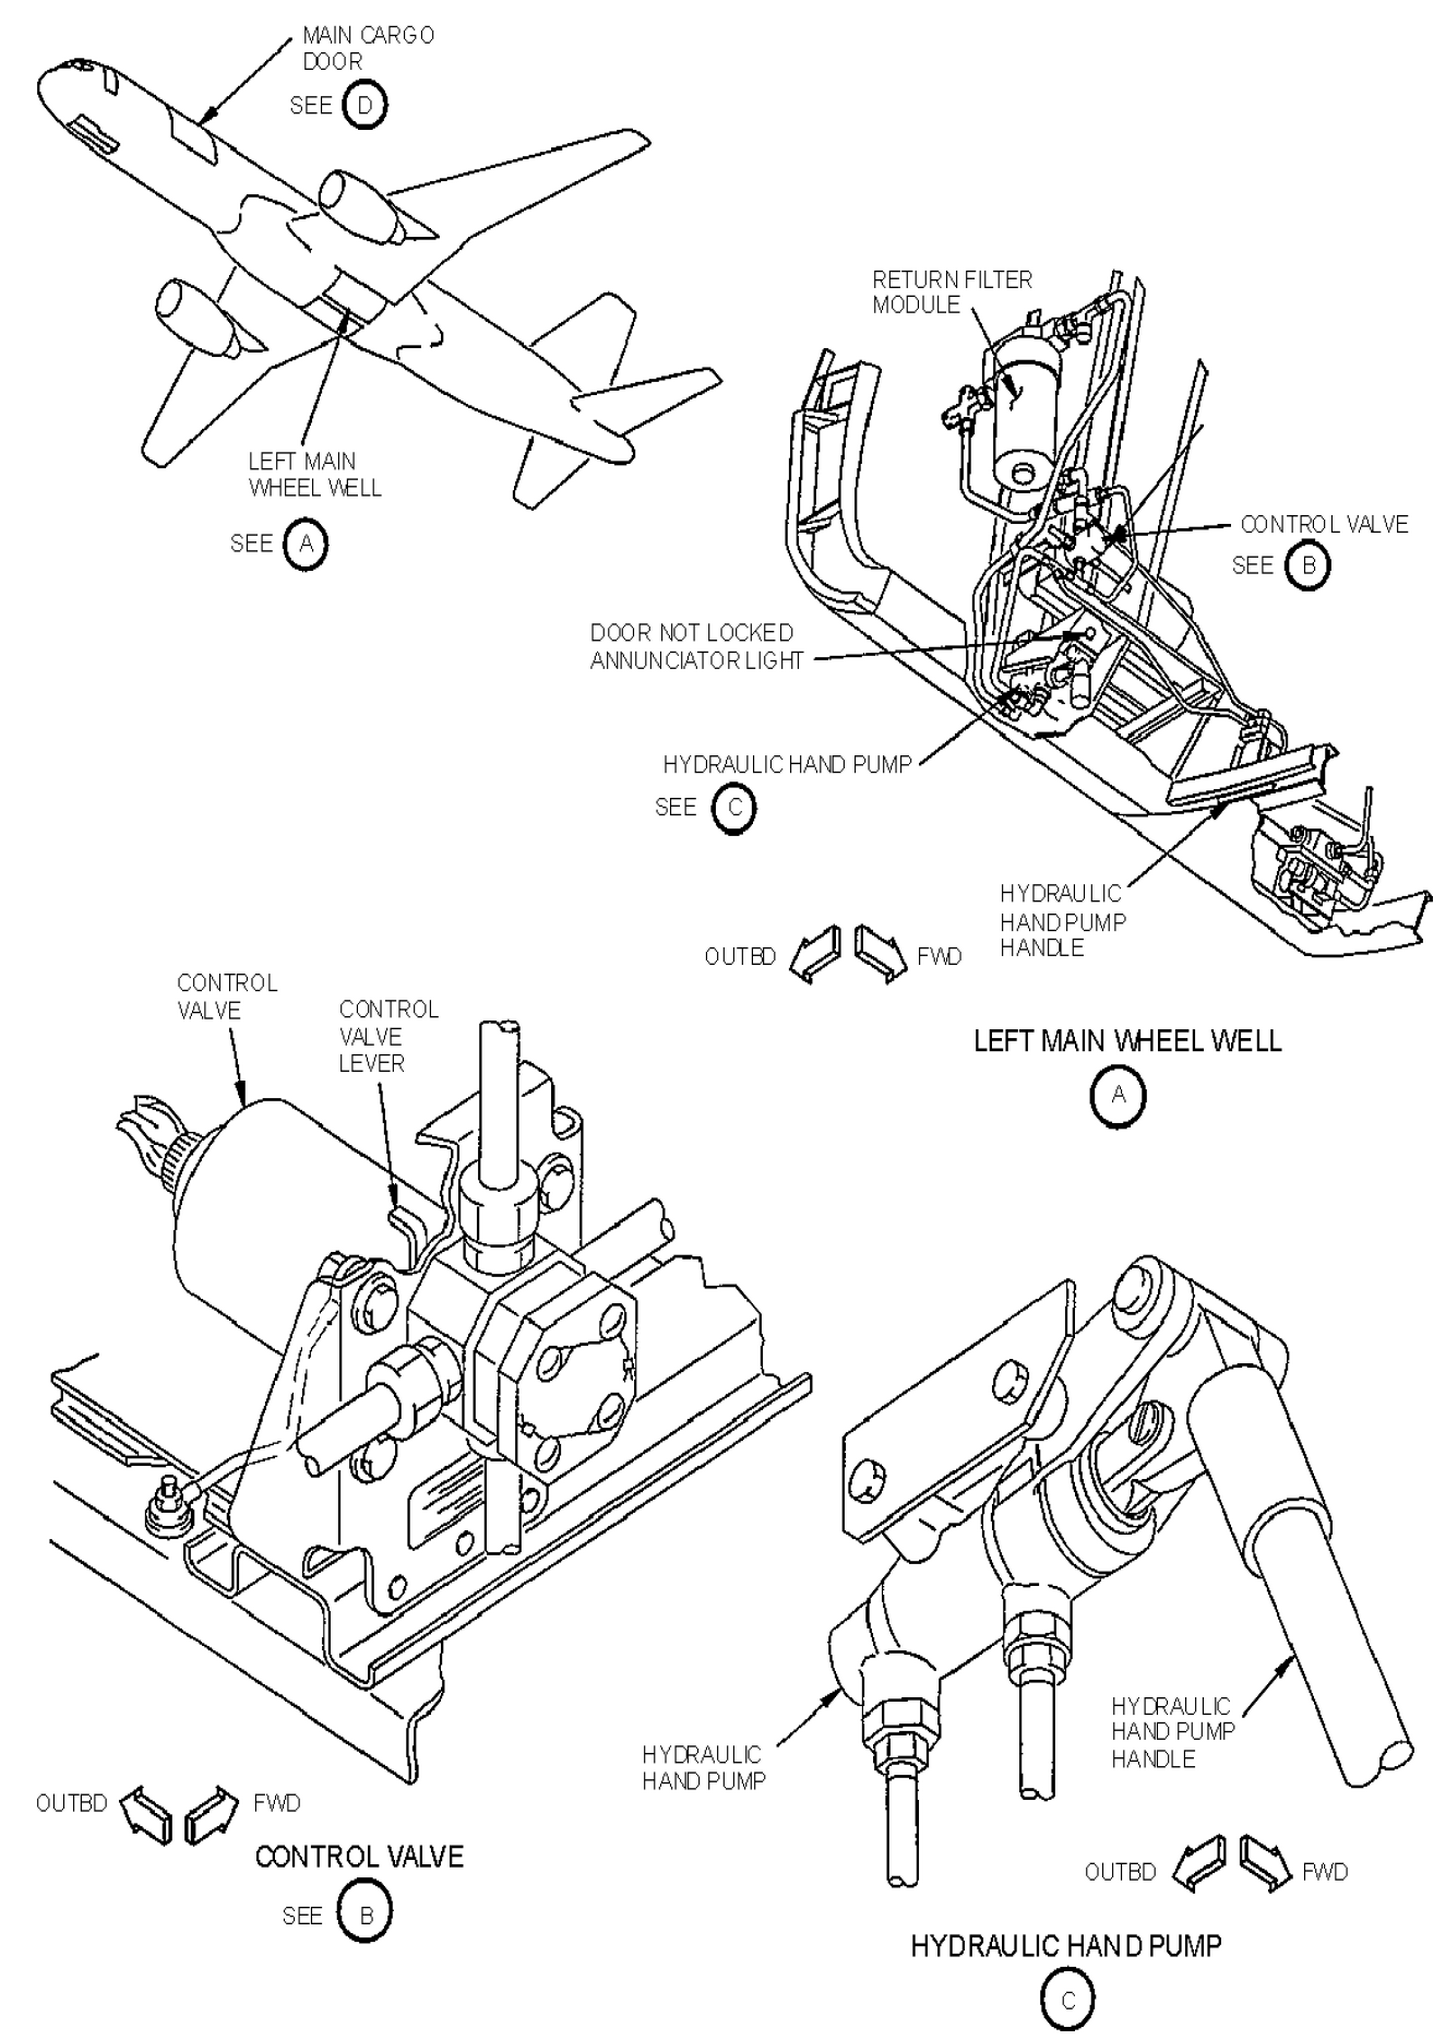 MAIN CARGO
DOOR
SEE D
LEFT MAIN
WHEEL WELL
SEE A
RETURN FILTER
MODULE
CONTROL VALVE
SEE B
DOOR NOT LOCKED
ANNUNCIATOR LIGHT
HYDRAULIC HAND PUMP
SEE C
HYDRAULIC
HAND PUMP
HANDLE
OUTBD FWD
LEFT MAIN WHEEL WELL
A
CONTROL
VALVE
CONTROL
VALVE
LEVER
OUTBD FWD
CONTROL VALVE
SEE B
HYDRAULIC
HAND PUMP
HYDRAULIC
HAND PUMP
HANDLE
OUTBD FWD
HYDRAULIC HAND PUMP
C